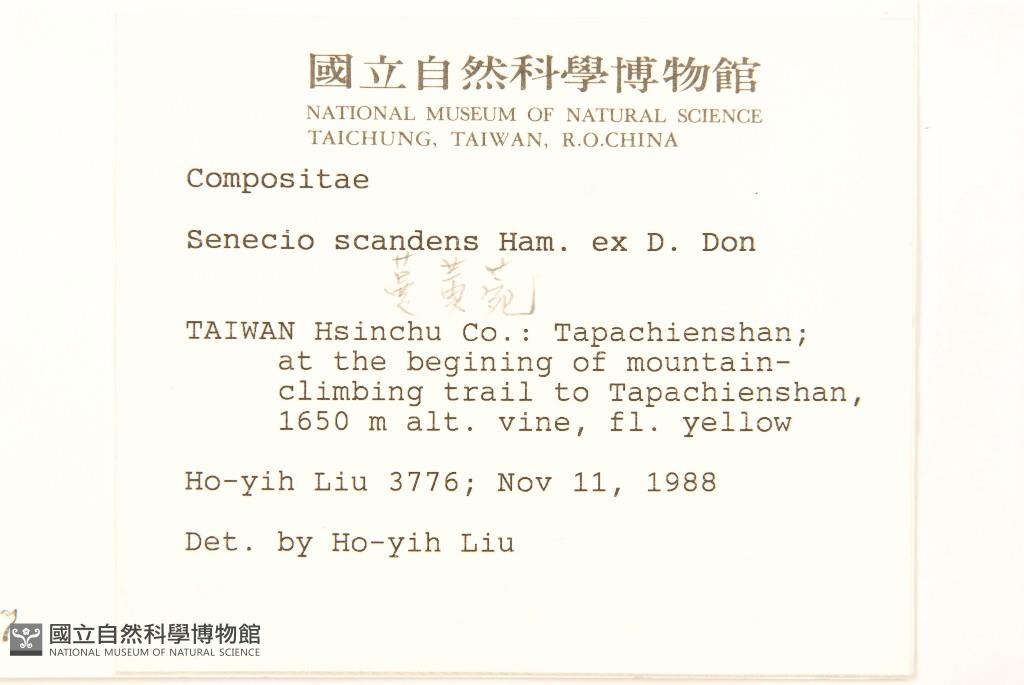 國立自然科學博物館
NATIONAL MUSEUM OF NATURAL SCIENCE
TAICHUNG, TAIWAN, R.O.CHINA
Compositae
Senecio scandens Ham. ex D. Don
蔓黃菀
TAIWAN Hsinchu Co.: Tapachienshan;
at the begining of mountain-
climbing trail to Tapachienshan,
1650 m alt. vine, fl. yellow
Ho-yih Liu 3776; Nov 11, 1988
Det. by Ho-yih Liu
國立自然科學博物館
NATIONAL MUSEUM OF NATURAL SCIENCE